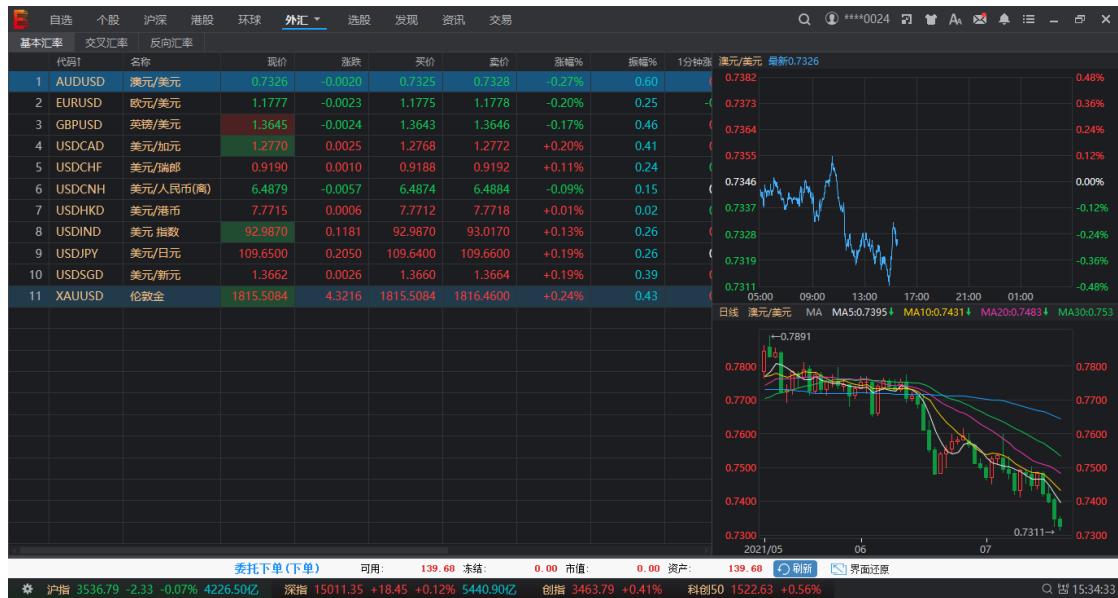 自选 个股 沪深 港股 环球 外汇 选股 发现 资讯 交易 ****0024
基本汇率 交叉汇率 反向汇率
代码↑ 名称 现价 涨跌 买价 卖价 涨幅% 振幅% 1分钟涨
1 AUDUSD 澳元/美元 0.7326 -0.0020 0.7325 0.7328 -0.27% 0.60
2 EURUSD 欧元/美元 1.1777 -0.0023 1.1775 1.1778 -0.20% 0.25
3 GBPUSD 英镑/美元 1.3645 -0.0024 1.3643 1.3646 -0.17% 0.46
4 USDCAD 美元/加元 1.2770 0.0025 1.2768 1.2772 +0.20% 0.41
5 USDCHF 美元/瑞郎 0.9190 0.0010 0.9188 0.9192 +0.11% 0.24
6 USDCNH 美元/人民币(离) 6.4879 -0.0057 6.4874 6.4884 -0.09% 0.15
7 USDHKD 美元/港币 7.7715 0.0006 7.7712 7.7718 +0.01% 0.02
8 USDIND 美元 指数 92.9870 0.1181 92.9870 93.0170 +0.13% 0.26
9 USDJPY 美元/日元 109.6500 0.2050 109.6400 109.6600 +0.19% 0.26
10 USDSGD 美元/新元 1.3662 0.0026 1.3660 1.3664 +0.19% 0.39
11 XAUUSD 伦敦金 1815.5084 4.3216 1815.5084 1816.4600 +0.24% 0.43
澳元/美元 最新0.7326
0.7382 0.48%
0.7373 0.36%
0.7364 0.24%
0.7355 0.12%
0.7346 0.00%
0.7337 -0.12%
0.7328 -0.24%
0.7319 -0.36%
0.7311 -0.48%
05:00 09:00 13:00 17:00 21:00 01:00
日线 澳元/美元 MA MA5:0.7395↓ MA10:0.7431↓ MA20:0.7483↓ MA30:0.753
←0.7891
0.7800 0.7800
0.7700 0.7700
0.7600 0.7600
0.7500 0.7500
0.7400 0.7400
0.7311→
0.7300 0.7300
2021/05 06 07
委托下单(下单) 可用: 139.68 冻结: 0.00 市值: 0.00 资产: 139.68 刷新 界面还原
沪指 3536.79 -2.33 -0.07% 4226.50亿 深指 15011.35 +18.45 +0.12% 5440.90亿 创指 3463.79 +0.41% 科创50 1522.63 +0.56% 15:34:33